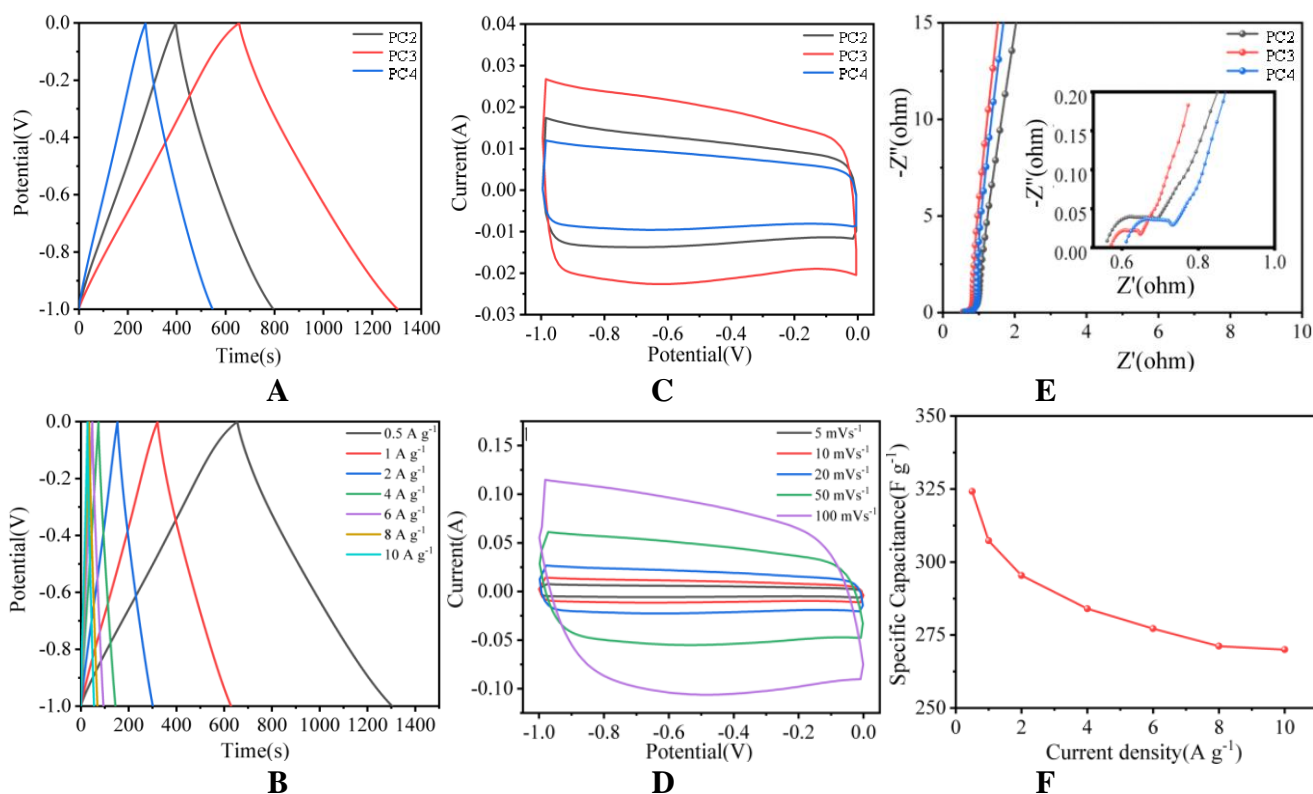 0.0
-0.2
-0.4
-0.6
-0.8
-1.0
Potential(V)
PC2
PC3
PC4
0 200 400 600 800 1000 1200 1400
Time(s)
A
0.05
0.04
0.03
0.02
0.01
0.00
-0.01
-0.02
-0.03
Current(A)
PC2
PC3
PC4
-1.0 -0.8 -0.6 -0.4 -0.2 0.0
Potential(V)
C
15
10
5
0
-Z''(ohm)
PC2
PC3
PC4
0.20
0.15
0.10
0.05
0.00
-Z''(ohm)
0.6 0.8 1.0
Z'(ohm)
0 2 4 6 8 10
Z'(ohm)
E
0.0
-0.2
-0.4
-0.6
-0.8
-1.0
Potential(V)
0.5 A g⁻¹
1 A g⁻¹
2 A g⁻¹
4 A g⁻¹
6 A g⁻¹
8 A g⁻¹
10 A g⁻¹
0 200 400 600 800 1000 1200 1400
Time(s)
B
0.15
0.10
0.05
0.00
-0.05
-0.10
Current(A)
5 mVs⁻¹
10 mVs⁻¹
20 mVs⁻¹
50 mVs⁻¹
100 mVs⁻¹
-1.0 -0.8 -0.6 -0.4 -0.2 0.0
Potential(V)
D
350
325
300
275
250
Specific Capacitance(F g⁻¹)
0 2 4 6 8 10
Current density(A g⁻¹)
F